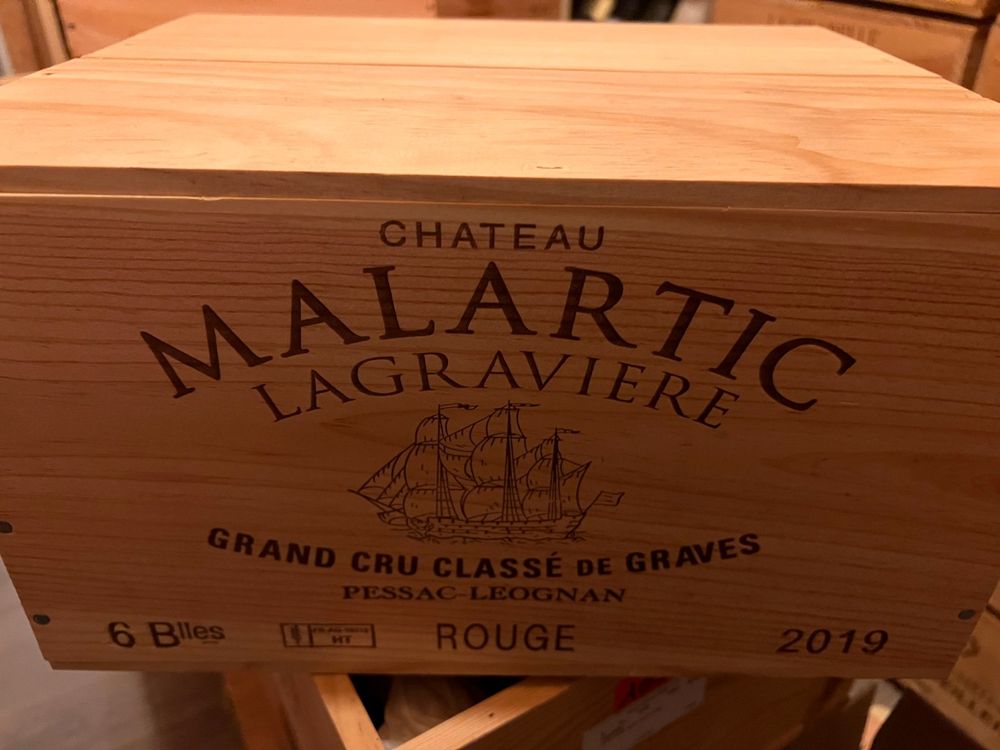 CHATEAU
MALARTIC
LAGRAVIERE
GRAND CRU CLASSÉ DE GRAVES
PESSAC-LEOGNAN
6 Blles
HT
ROUGE
2019